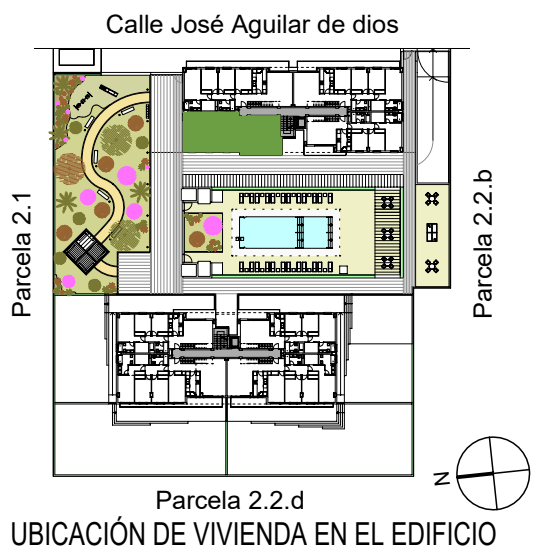 Calle José Aguilar de dios
Parcela 2.1
Parcela 2.2.b
N
Parcela 2.2.d
UBICACIÓN DE VIVIENDA EN EL EDIFICIO